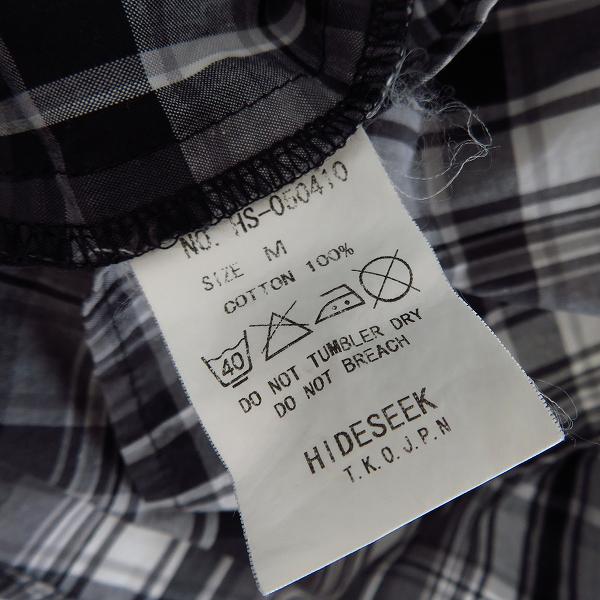 NO. HS-050410
SIZE M
COTTON 100%
40
DO NOT TUMBLER DRY
DO NOT BREACH
HIDESEEK
T.K.O.J.P.N